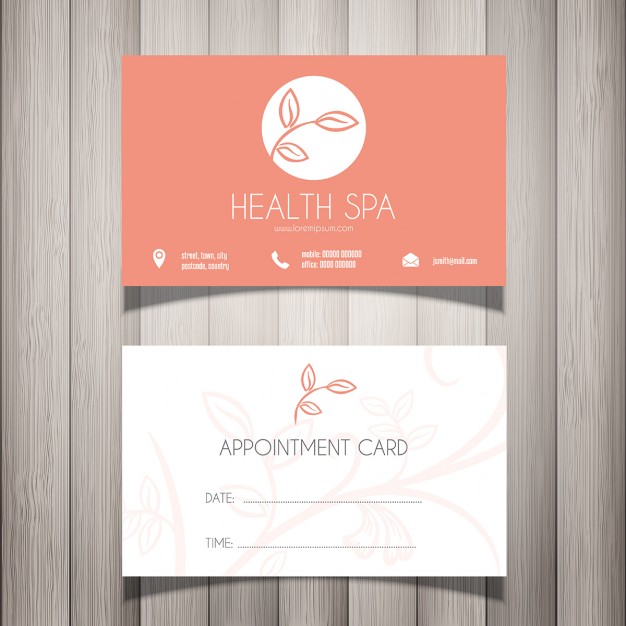 HEALTH SPA
www.loremipsum.com
street, town, city
postcode, country
mobile: 00000 000000
office: 0000 000000
jsmith@mail.com
APPOINTMENT CARD
DATE: ................................................
TIME: ................................................